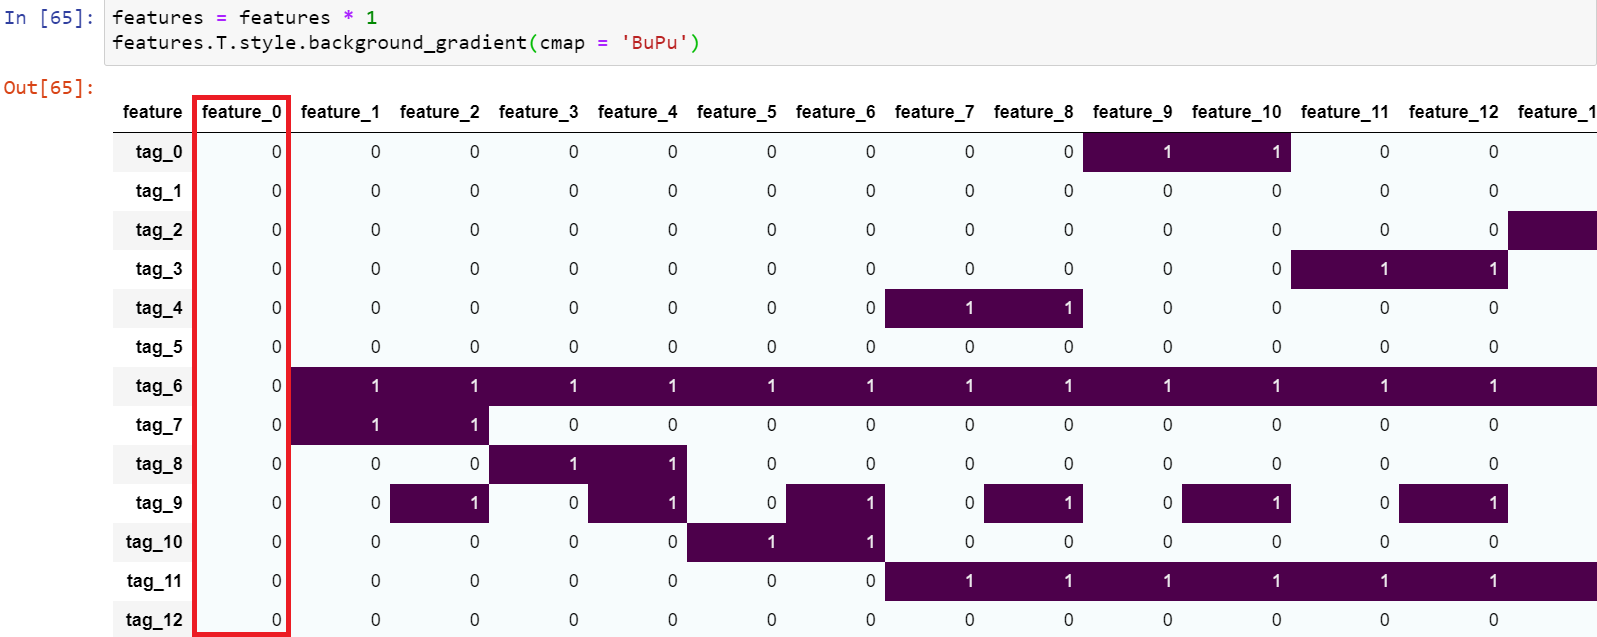 In [65]: features = features * 1
features.T.style.background_gradient(cmap = 'BuPu')
Out[65]:
feature feature_0 feature_1 feature_2 feature_3 feature_4 feature_5 feature_6 feature_7 feature_8 feature_9 feature_10 feature_11 feature_12 feature_1
tag_0 0 0 0 0 0 0 0 0 0 1 1 0 0
tag_1 0 0 0 0 0 0 0 0 0 0 0 0 0
tag_2 0 0 0 0 0 0 0 0 0 0 0 0 0
tag_3 0 0 0 0 0 0 0 0 0 0 0 1 1
tag_4 0 0 0 0 0 0 0 1 1 0 0 0 0
tag_5 0 0 0 0 0 0 0 0 0 0 0 0 0
tag_6 0 1 1 1 1 1 1 1 1 1 1 1 1
tag_7 0 1 1 0 0 0 0 0 0 0 0 0 0
tag_8 0 0 0 1 1 0 0 0 0 0 0 0 0
tag_9 0 0 1 0 1 0 1 0 1 0 1 0 1
tag_10 0 0 0 0 0 1 1 0 0 0 0 0 0
tag_11 0 0 0 0 0 0 0 1 1 1 1 1 1
tag_12 0 0 0 0 0 0 0 0 0 0 0 0 0